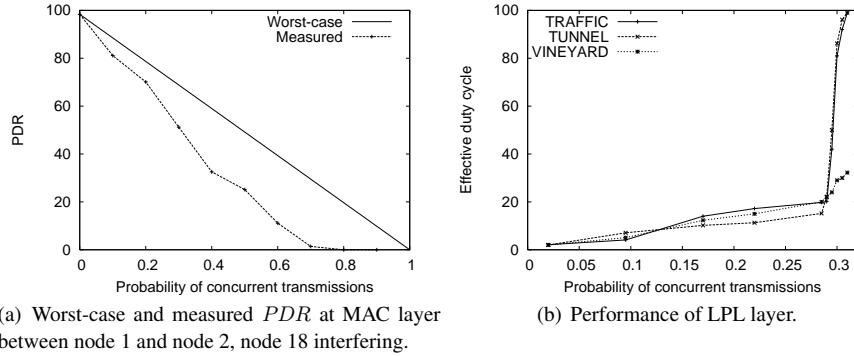 100
80
60
40
20
0
PDR
0
0.2
0.4
0.6
0.8
1
Probability of concurrent transmissions
Worst-case
Measured
(a) Worst-case and measured PDR at MAC layer
between node 1 and node 2, node 18 interfering.
100
80
60
40
20
0
Effective duty cycle
0
0.05
0.1
0.15
0.2
0.25
0.3
Probability of concurrent transmissions
TRAFFIC
TUNNEL
VINEYARD
(b) Performance of LPL layer.